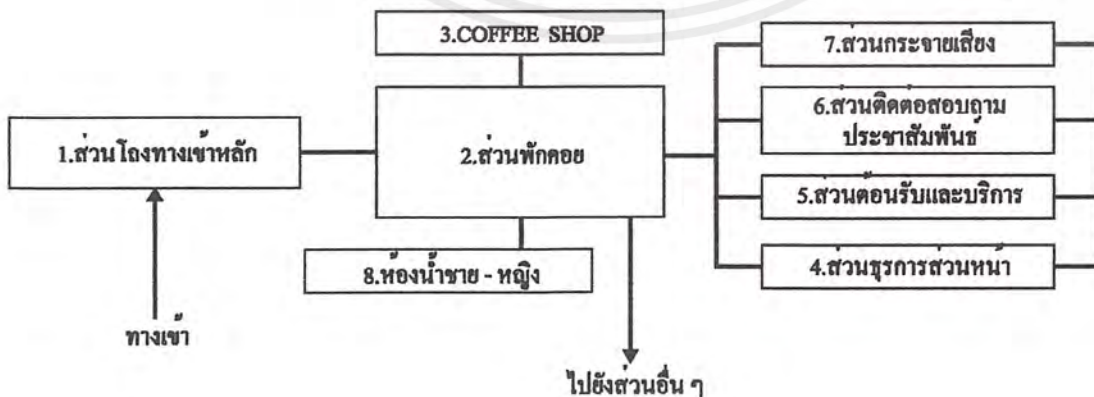 3.COFFEE SHOP
7.ส่วนกระจายเสียง
6.ส่วนติดต่อสอบถาม
ประชาสัมพันธ์
1.ส่วนโถงทางเข้าหลัก
2.ส่วนพักคอย
5.ส่วนต้อนรับและบริการ
4.ส่วนธุรการส่วนหน้า
8.ห้องน้ำชาย - หญิง
ทางเข้า
ไปยังส่วนอื่น ๆ